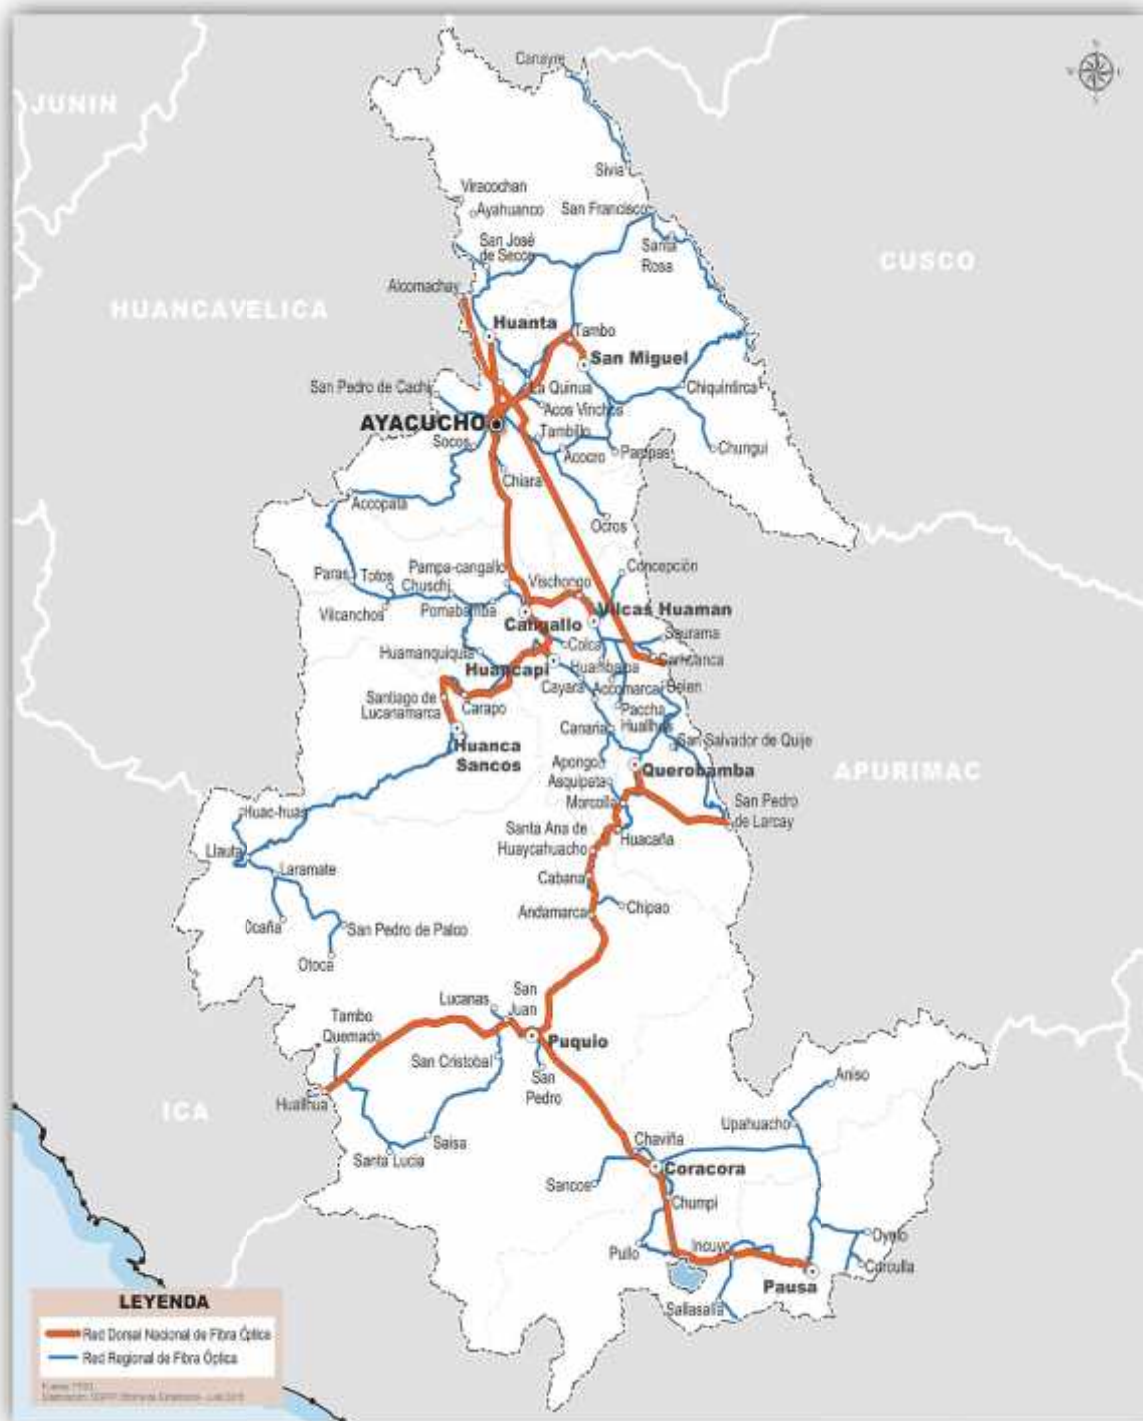 Canayre
N
W
S
JUNIN
Sivia
Viracochan
Ayahuanco
San Francisco
San José
de Secce
Santa
Rosa
CUSCO
Alcomachay
HUANCAVELICA
Huanta
Tambo
San Miguel
San Pedro de Cachi
La Quinua
Chiquintirca
Acos Vinchos
AYACUCHO
Tambillo
Socos
Acocro
Pampas
Chungui
Chiara
Accopata
Ocros
Pampa-cangallo
Concepción
Paras
Totos
Chuschi
Vischongo
Vilcanchos
Pomabamba
Vilcas Huaman
Cangallo
Saurama
Colca
Huamanquiquia
Huancapi
Huambalpa
Cayara
Accomarca
Belen
Santiago de
Lucanamarca
Carapo
Paccha
Huallhua
Canaria
San Salvador de Quije
Huanca
Sancos
Apongo
Querobamba
APURIMAC
Asquipata
Morcolla
San Pedro
de Larcay
Huac-huas
Santa Ana de
Huaycahuacho
Huacaña
Llauta
Laramate
Cabana
Andamarca
Chipao
Ocaña
San Pedro de Palco
Otoca
San
Juan
Lucanas
Tambo
Quemado
Puquio
San Cristobal
San
Pedro
Aniso
ICA
Huallhua
Upahuacho
Saisa
Santa Lucia
Chaviña
Coracora
Sancos
Chumpi
Pullo
Incuyo
Oyolo
Corculla
Pausa
Sallasalla
LEYENDA
Red Dorsal Nacional de Fibra Óptica
Red Regional de Fibra Óptica